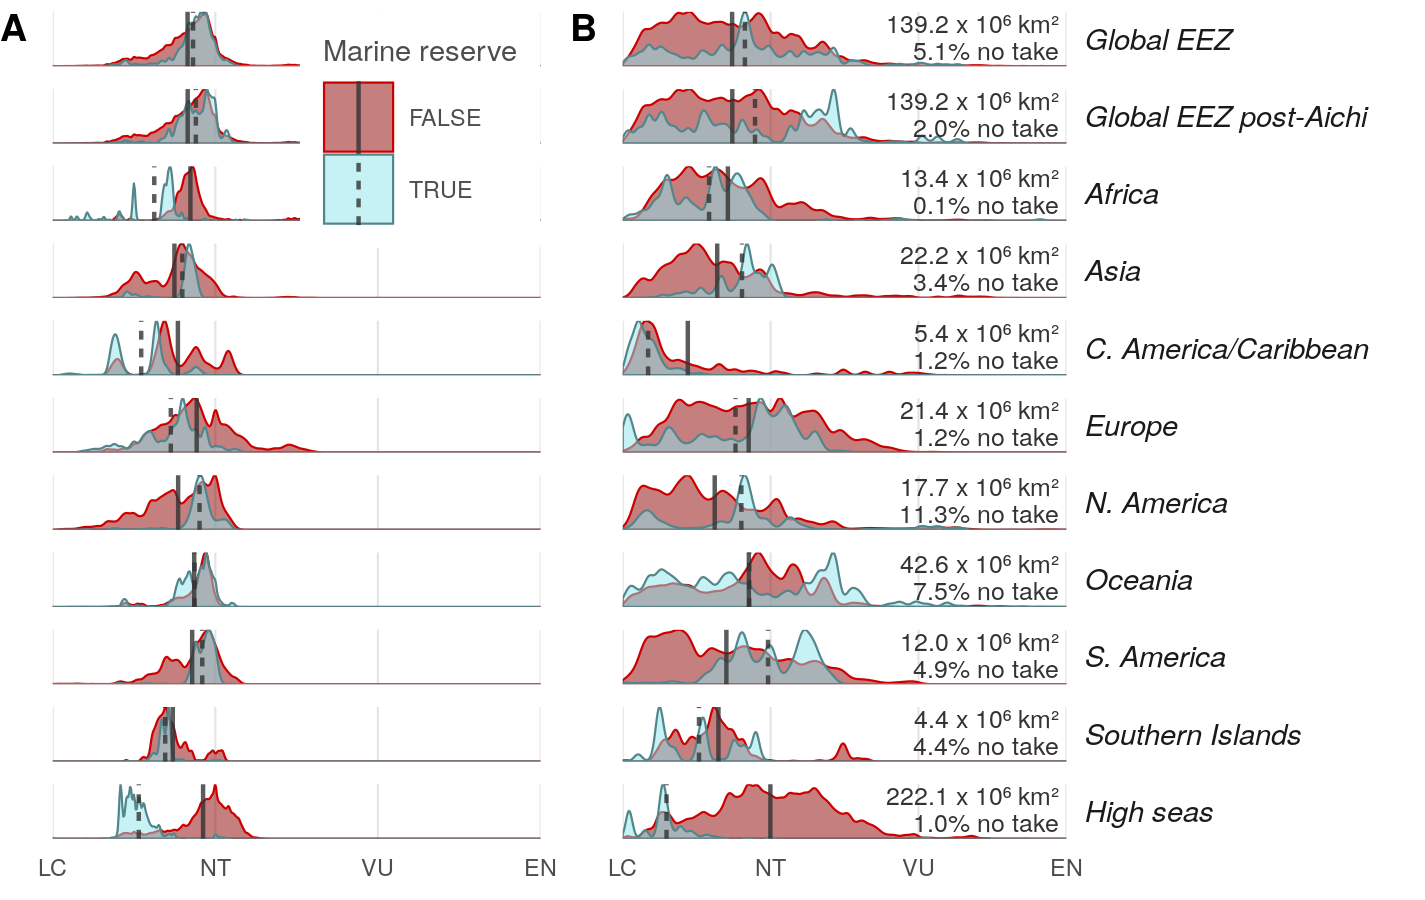 A
B
Marine reserve
FALSE
TRUE
139.2 x 10⁶ km²
5.1% no take
Global EEZ
139.2 x 10⁶ km²
2.0% no take
Global EEZ post-Aichi
13.4 x 10⁶ km²
0.1% no take
Africa
22.2 x 10⁶ km²
3.4% no take
Asia
5.4 x 10⁶ km²
1.2% no take
C. America/Caribbean
21.4 x 10⁶ km²
1.2% no take
Europe
17.7 x 10⁶ km²
11.3% no take
N. America
42.6 x 10⁶ km²
7.5% no take
Oceania
12.0 x 10⁶ km²
4.9% no take
S. America
4.4 x 10⁶ km²
4.4% no take
Southern Islands
222.1 x 10⁶ km²
1.0% no take
High seas
LC NT VU EN
LC NT VU EN